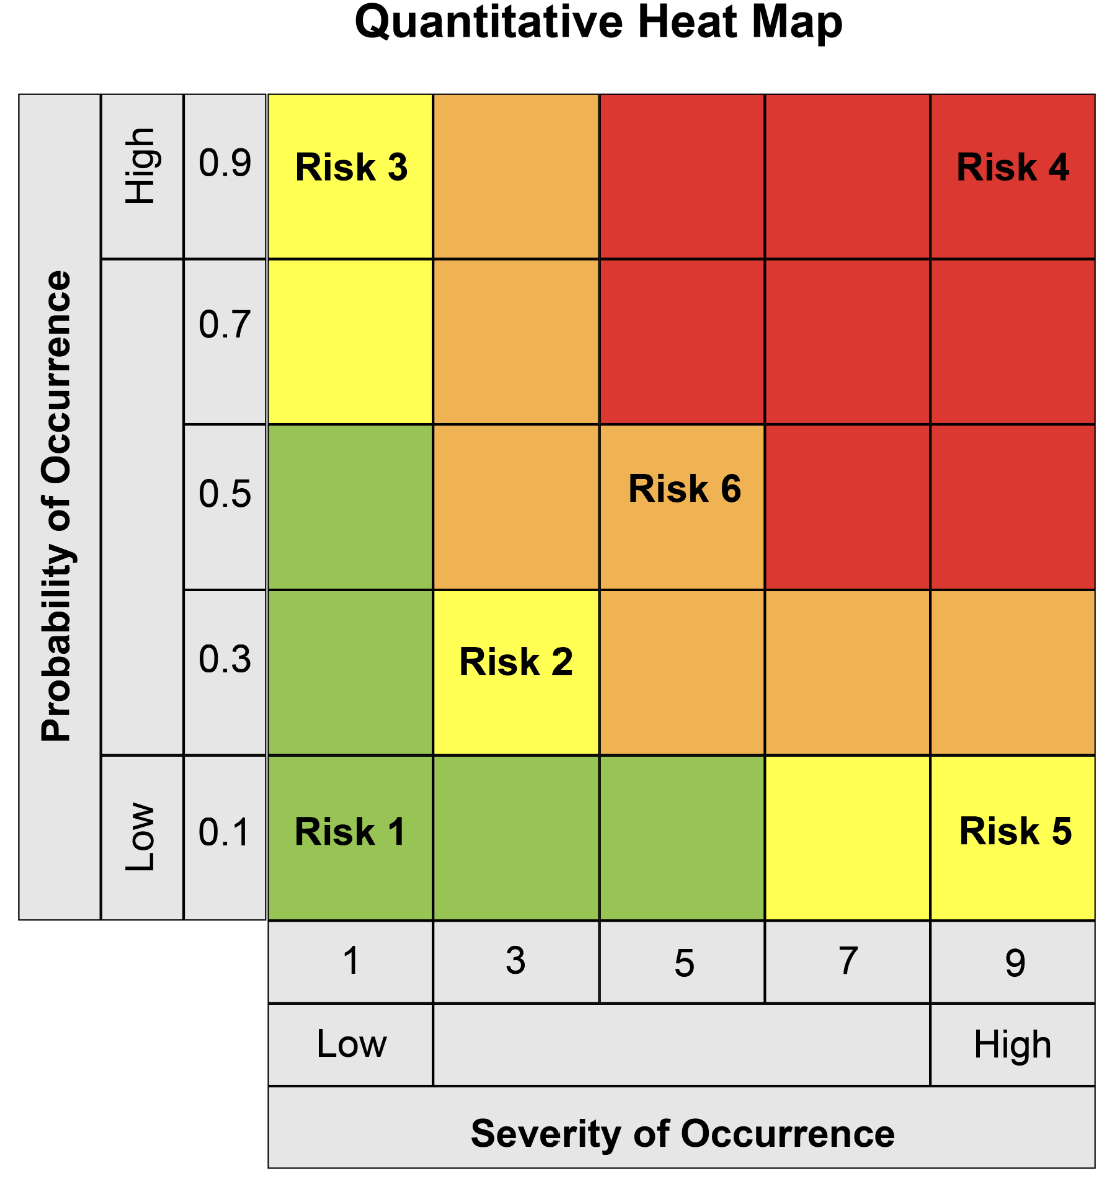 Quantitative Heat Map
Probability of Occurrence
High
0.9
Risk 3
Risk 4
0.7
0.5
Risk 6
0.3
Risk 2
Low
0.1
Risk 1
Risk 5
1
3
5
7
9
Low
High
Severity of Occurrence